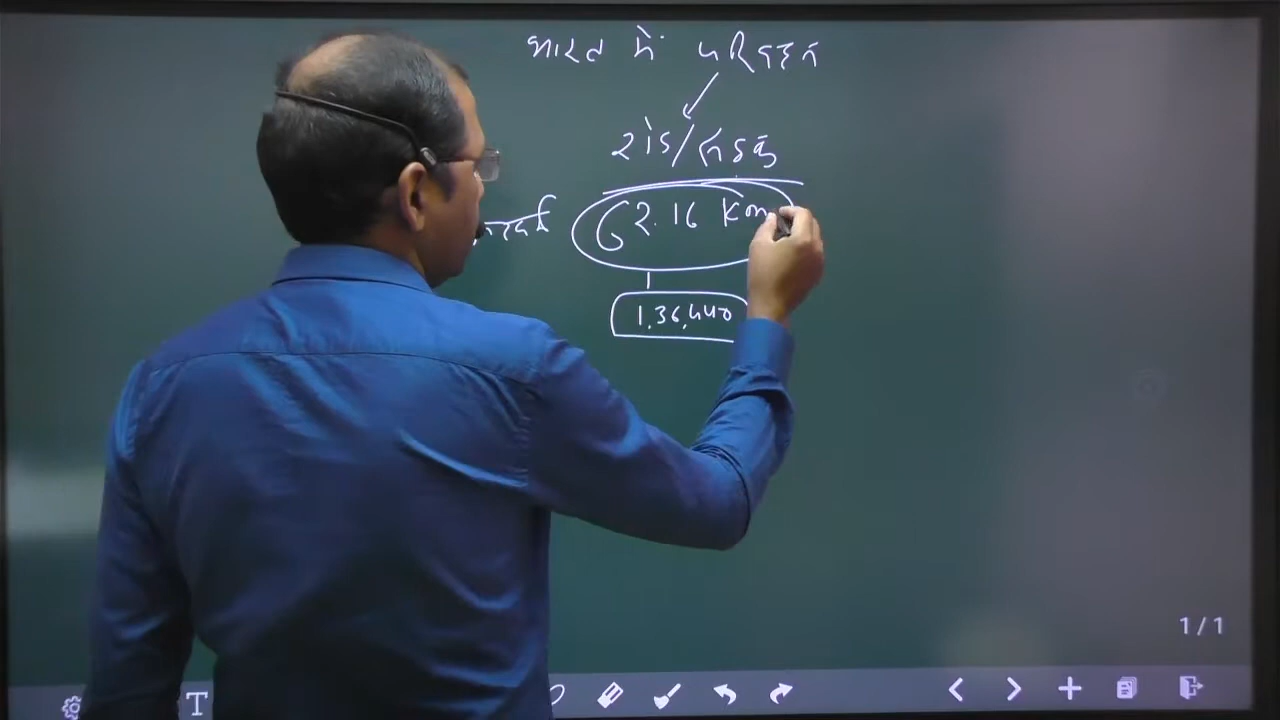 भारत में परिवहन
रोड/सड़क
62.16 Km
1,36,440
1/1
T